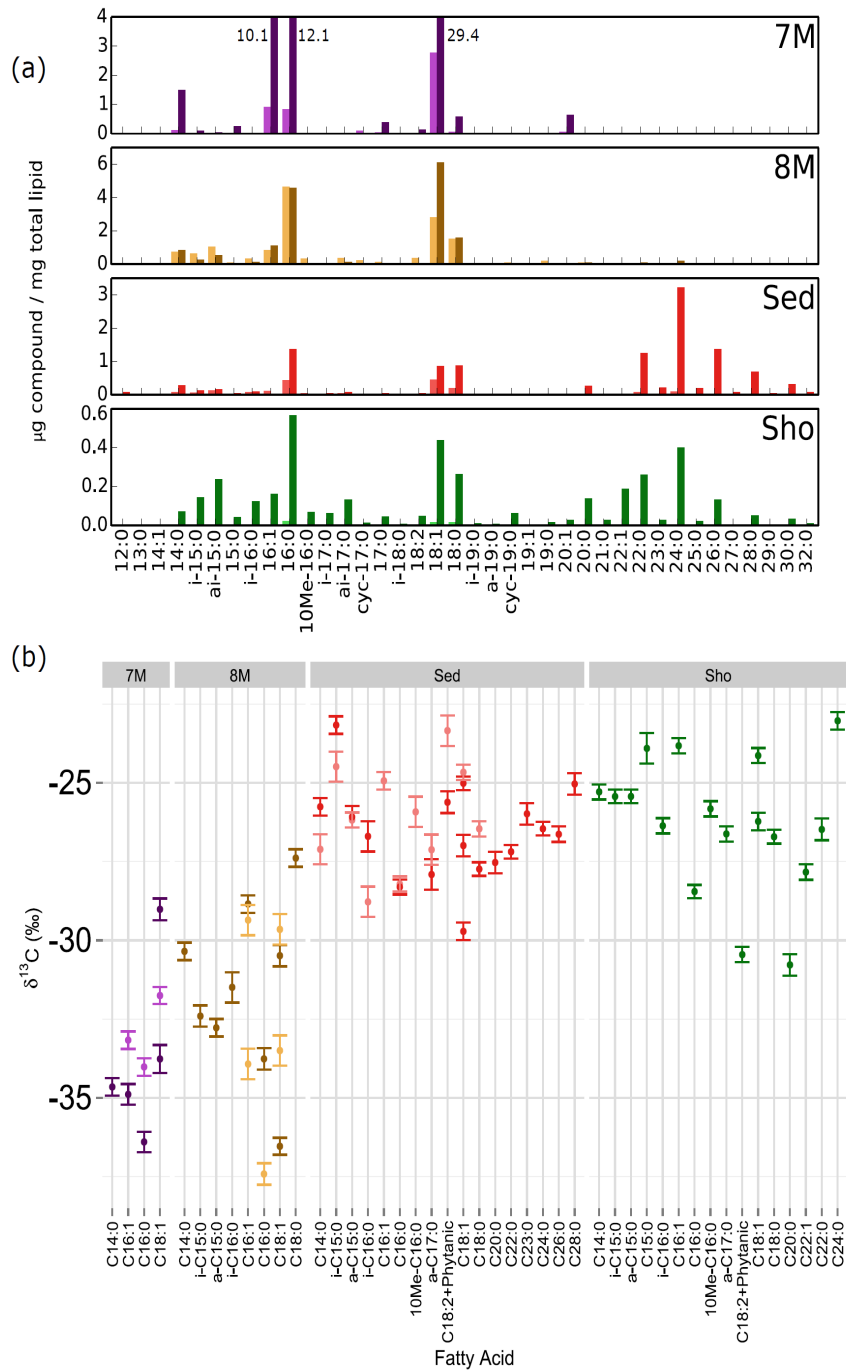 (a)
µg compound / mg total lipid
7M
10.1
12.1
29.4
4
3
2
1
0
8M
6
4
2
0
Sed
3
2
1
0
Sho
0.6
0.4
0.2
0.0
12:0
13:0
14:1
14:0
i-15:0
ai-15:0
15:0
i-16:0
16:1
16:0
10Me-16:0
i-17:0
ai-17:0
cyc-17:0
17:0
i-18:0
18:2
18:1
18:0
i-19:0
a-19:0
cyc-19:0
19:1
19:0
20:1
20:0
21:0
22:1
22:0
23:0
24:0
25:0
26:0
27:0
28:0
29:0
30:0
32:0
(b)
7M
8M
Sed
Sho
δ13C (‰)
-25
-30
-35
C14:0
C16:1
C16:0
C18:1
C14:0
i-C15:0
a-C15:0
i-C16:0
C16:1
C16:0
C18:1
C18:0
C14:0
i-C15:0
a-C15:0
i-C16:0
C16:1
C16:0
10Me-C16:0
a-C17:0
C18:2+Phytanic
C18:1
C18:0
C20:0
C22:0
C23:0
C24:0
C26:0
C28:0
C14:0
i-C15:0
a-C15:0
C15:0
i-C16:0
C16:1
C16:0
10Me-C16:0
a-C17:0
C18:2+Phytanic
C18:1
C18:0
C20:0
C22:1
C22:0
C24:0
Fatty Acid